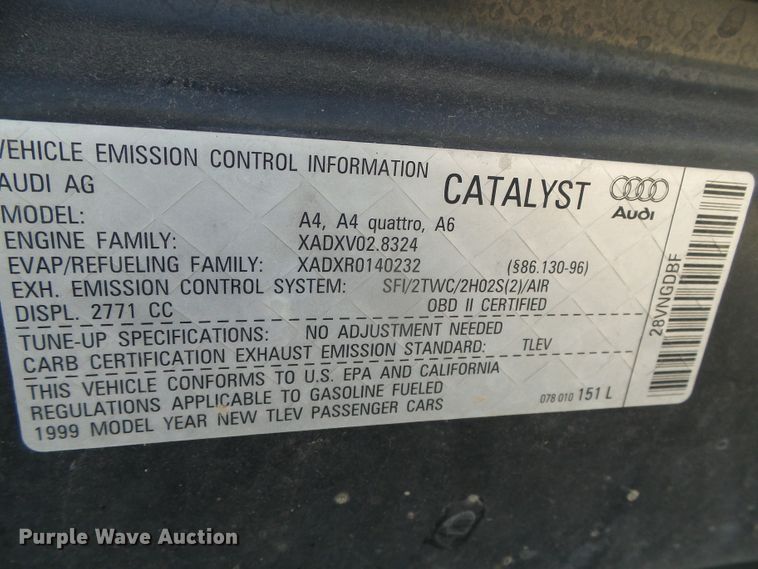 VEHICLE EMISSION CONTROL INFORMATION
AUDI AG
CATALYST
Audi
MODEL: A4, A4 quattro, A6
ENGINE FAMILY: XADXV02.8324
EVAP/REFUELING FAMILY: XADXR0140232 (§86.130-96)
EXH. EMISSION CONTROL SYSTEM: SFI/2TWC/2HO2S(2)/AIR
DISPL. 2771 CC OBD II CERTIFIED
TUNE-UP SPECIFICATIONS: NO ADJUSTMENT NEEDED
CARB CERTIFICATION EXHAUST EMISSION STANDARD: TLEV
THIS VEHICLE CONFORMS TO U.S. EPA AND CALIFORNIA
REGULATIONS APPLICABLE TO GASOLINE FUELED
1999 MODEL YEAR NEW TLEV PASSENGER CARS
078 010 151 L
28VNGDBF
Purple Wave Auction